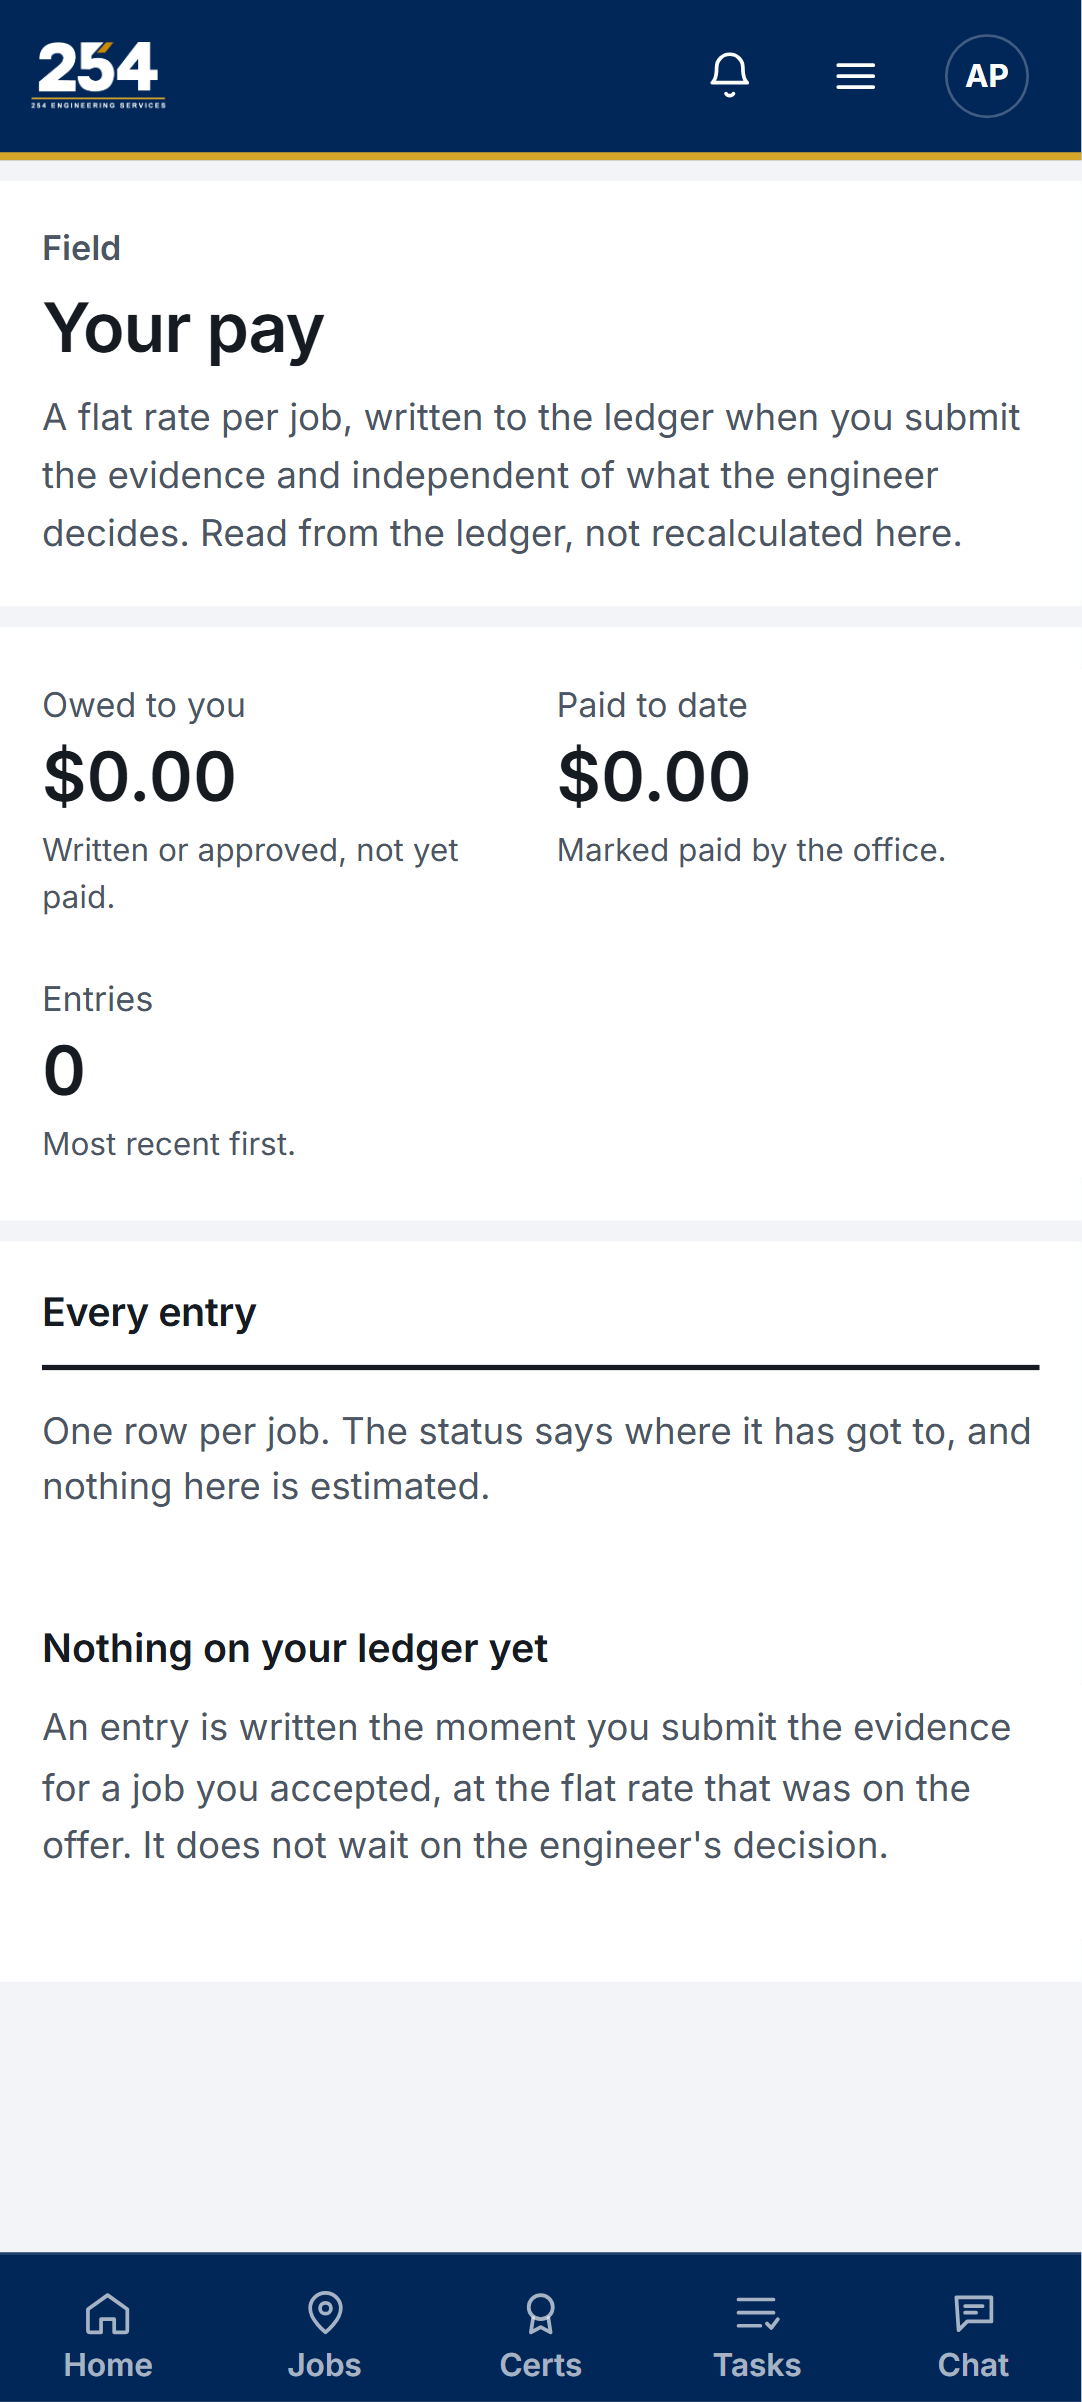 254
254 ENGINEERING SERVICES
AP
Field
Your pay
A flat rate per job, written to the ledger when you submit
the evidence and independent of what the engineer
decides. Read from the ledger, not recalculated here.
Owed to you
$0.00
Written or approved, not yet
paid.
Paid to date
$0.00
Marked paid by the office.
Entries
0
Most recent first.
Every entry
One row per job. The status says where it has got to, and
nothing here is estimated.
Nothing on your ledger yet
An entry is written the moment you submit the evidence
for a job you accepted, at the flat rate that was on the
offer. It does not wait on the engineer's decision.
Home
Jobs
Certs
Tasks
Chat